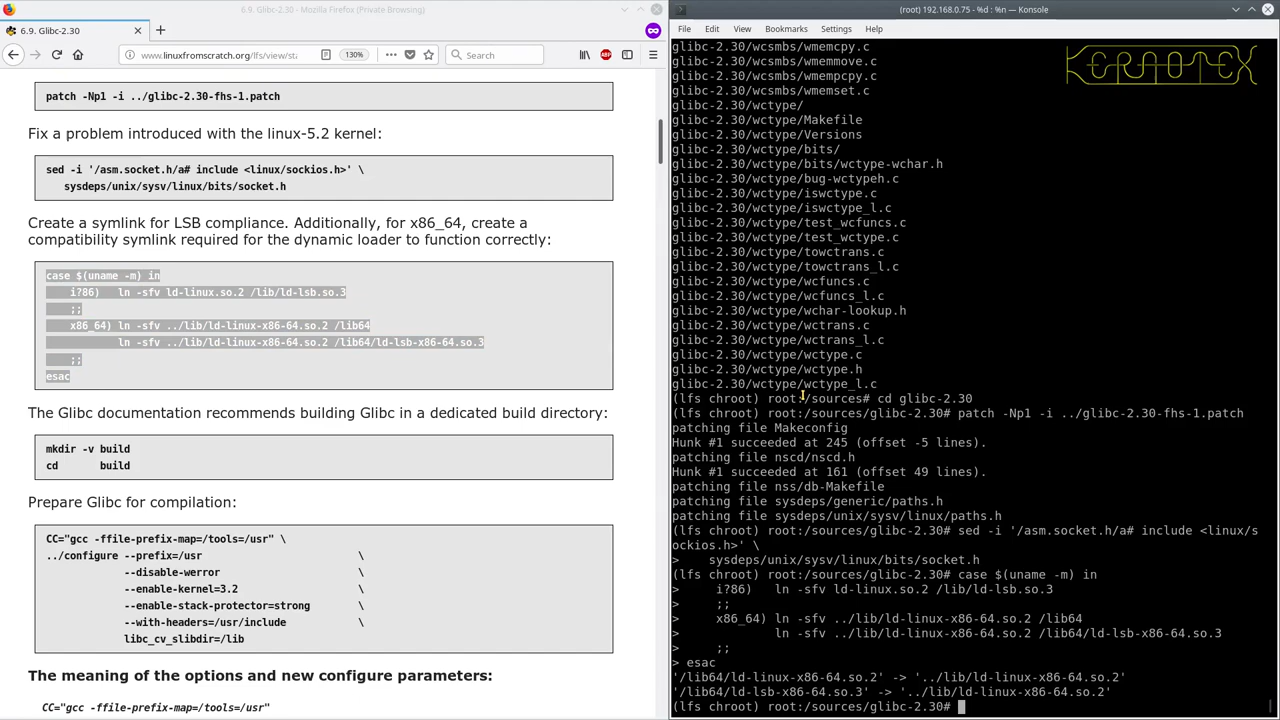 6.9. Glibc-2.30 - Mozilla Firefox (Private Browsing)
6.9. Glibc-2.30
www.linuxfromscratch.org/lfs/view/sta
130%
Search
ABP
patch -Np1 -i ../glibc-2.30-fhs-1.patch
Fix a problem introduced with the linux-5.2 kernel:
sed -i '/asm.socket.h/a# include <linux/sockios.h>' \
sysdeps/unix/sysv/linux/bits/socket.h
Create a symlink for LSB compliance. Additionally, for x86_64, create a
compatibility symlink required for the dynamic loader to function correctly:
case $(uname -m) in
i?86) ln -sfv ld-linux.so.2 /lib/ld-lsb.so.3
;;
x86_64) ln -sfv ../lib/ld-linux-x86-64.so.2 /lib64
ln -sfv ../lib/ld-linux-x86-64.so.2 /lib64/ld-lsb-x86-64.so.3
;;
esac
The Glibc documentation recommends building Glibc in a dedicated build directory:
mkdir -v build
cd build
Prepare Glibc for compilation:
CC="gcc -ffile-prefix-map=/tools=/usr" \
../configure --prefix=/usr \
--disable-werror \
--enable-kernel=3.2 \
--enable-stack-protector=strong \
--with-headers=/usr/include \
libc_cv_slibdir=/lib
The meaning of the options and new configure parameters:
CC="gcc -ffile-prefix-map=/tools=/usr"
(root) 192.168.0.75 - %d : %n — Konsole
File Edit View Bookmarks Settings Help
KERAOTEX
glibc-2.30/wcsmbs/wmemcpy.c
glibc-2.30/wcsmbs/wmemmove.c
glibc-2.30/wcsmbs/wmempcpy.c
glibc-2.30/wcsmbs/wmemset.c
glibc-2.30/wctype/
glibc-2.30/wctype/Makefile
glibc-2.30/wctype/Versions
glibc-2.30/wctype/bits/
glibc-2.30/wctype/bits/wctype-wchar.h
glibc-2.30/wctype/bug-wctypeh.c
glibc-2.30/wctype/iswctype.c
glibc-2.30/wctype/iswctype_l.c
glibc-2.30/wctype/test_wcfuncs.c
glibc-2.30/wctype/test_wctype.c
glibc-2.30/wctype/towctrans.c
glibc-2.30/wctype/towctrans_l.c
glibc-2.30/wctype/wcfuncs.c
glibc-2.30/wctype/wcfuncs_l.c
glibc-2.30/wctype/wchar-lookup.h
glibc-2.30/wctype/wctrans.c
glibc-2.30/wctype/wctrans_l.c
glibc-2.30/wctype/wctype.c
glibc-2.30/wctype/wctype.h
glibc-2.30/wctype/wctype_l.c
(lfs chroot) root:/sources# cd glibc-2.30
(lfs chroot) root:/sources/glibc-2.30# patch -Np1 -i ../glibc-2.30-fhs-1.patch
patching file Makeconfig
Hunk #1 succeeded at 245 (offset -5 lines).
patching file nscd/nscd.h
Hunk #1 succeeded at 161 (offset 49 lines).
patching file nss/db-Makefile
patching file sysdeps/generic/paths.h
patching file sysdeps/unix/sysv/linux/paths.h
(lfs chroot) root:/sources/glibc-2.30# sed -i '/asm.socket.h/a# include <linux/s
ockios.h>' \
> sysdeps/unix/sysv/linux/bits/socket.h
(lfs chroot) root:/sources/glibc-2.30# case $(uname -m) in
> i?86) ln -sfv ld-linux.so.2 /lib/ld-lsb.so.3
> ;;
> x86_64) ln -sfv ../lib/ld-linux-x86-64.so.2 /lib64
> ln -sfv ../lib/ld-linux-x86-64.so.2 /lib64/ld-lsb-x86-64.so.3
> ;;
> esac
'/lib64/ld-linux-x86-64.so.2' -> '../lib/ld-linux-x86-64.so.2'
'/lib64/ld-lsb-x86-64.so.3' -> '../lib/ld-linux-x86-64.so.2'
(lfs chroot) root:/sources/glibc-2.30#